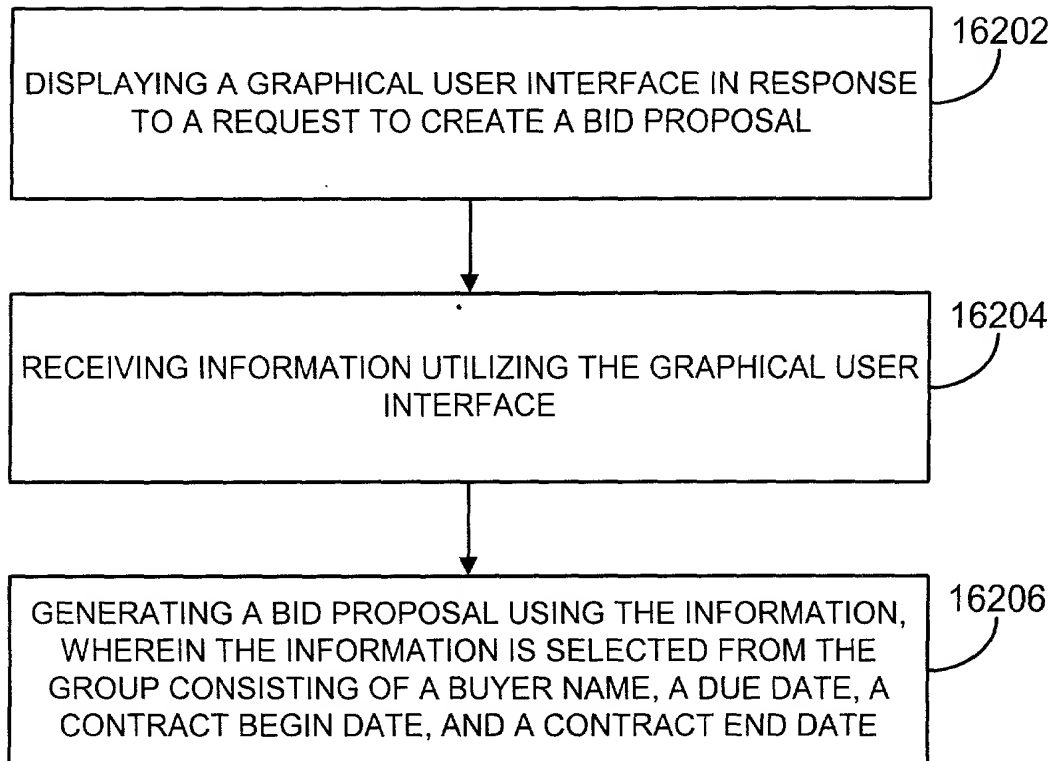 16202
DISPLAYING A GRAPHICAL USER INTERFACE IN RESPONSE
TO A REQUEST TO CREATE A BID PROPOSAL
16204
RECEIVING INFORMATION UTILIZING THE GRAPHICAL USER
INTERFACE
16206
GENERATING A BID PROPOSAL USING THE INFORMATION,
WHEREIN THE INFORMATION IS SELECTED FROM THE
GROUP CONSISTING OF A BUYER NAME, A DUE DATE, A
CONTRACT BEGIN DATE, AND A CONTRACT END DATE